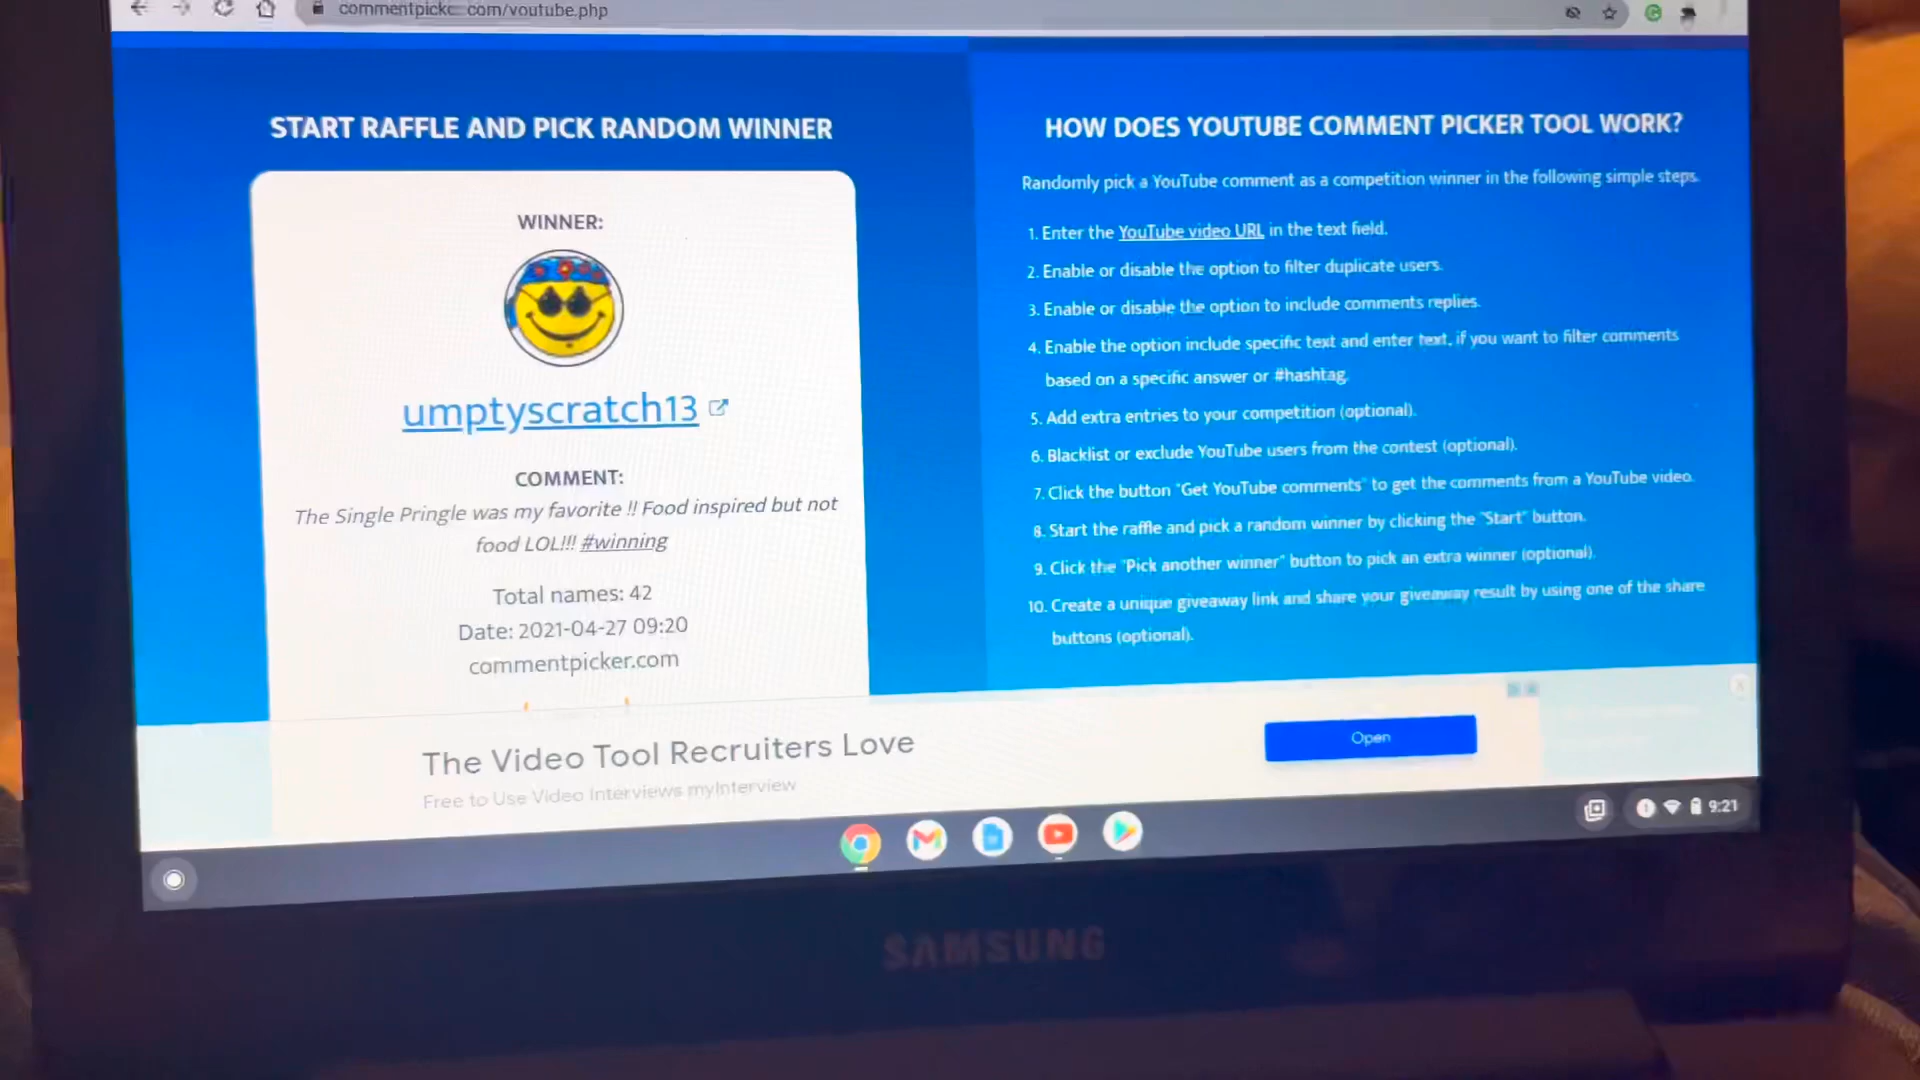 commentpicke com/youtube.php
START RAFFLE AND PICK RANDOM WINNER
WINNER:
umptyscratch13
COMMENT:
The Single Pringle was my favorite !! Food inspired but not
food LOL!!! #winning
Total names: 42
Date: 2021-04-27 09:20
commentpicker.com
HOW DOES YOUTUBE COMMENT PICKER TOOL WORK?
Randomly pick a YouTube comment as a competition winner in the following simple steps.
1. Enter the YouTube video URL in the text field.
2. Enable or disable the option to filter duplicate users.
3. Enable or disable the option to include comments replies.
4. Enable the option include specific text and enter text, if you want to filter comments
based on a specific answer or #hashtag.
5. Add extra entries to your competition (optional).
6. Blacklist or exclude YouTube users from the contest (optional).
7. Click the button "Get YouTube comments" to get the comments from a YouTube video.
8. Start the raffle and pick a random winner by clicking the "Start" button.
9. Click the "Pick another winner" button to pick an extra winner (optional).
10. Create a unique giveaway link and share your giveaway result by using one of the share
buttons (optional).
The Video Tool Recruiters Love
Free to Use Video Interviews myInterview
Open
9:21
SAMSUNG